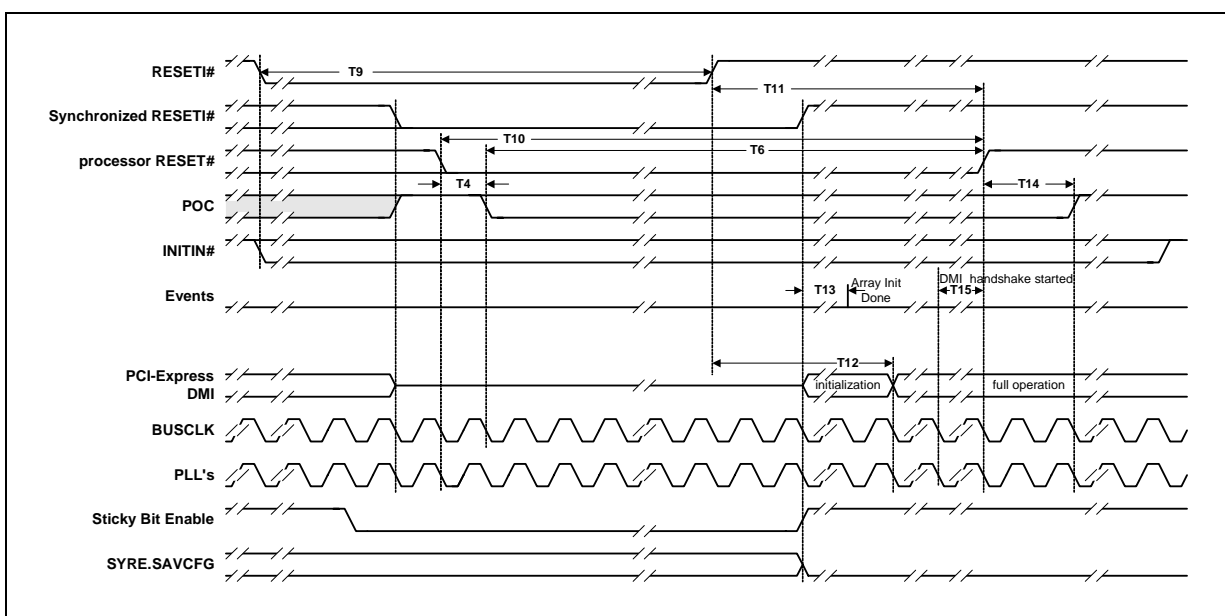 RESETI#
T9
T11
Synchronized RESETI#
T10
T6
processor RESET#
T4
T14
POC
INITIN#
DMI handshake started
Events
T13
Array Init
Done
T15
T12
PCI-Express
DMI
initialization
full operation
BUSCLK
PLL's
Sticky Bit Enable
SYRE.SAVCFG